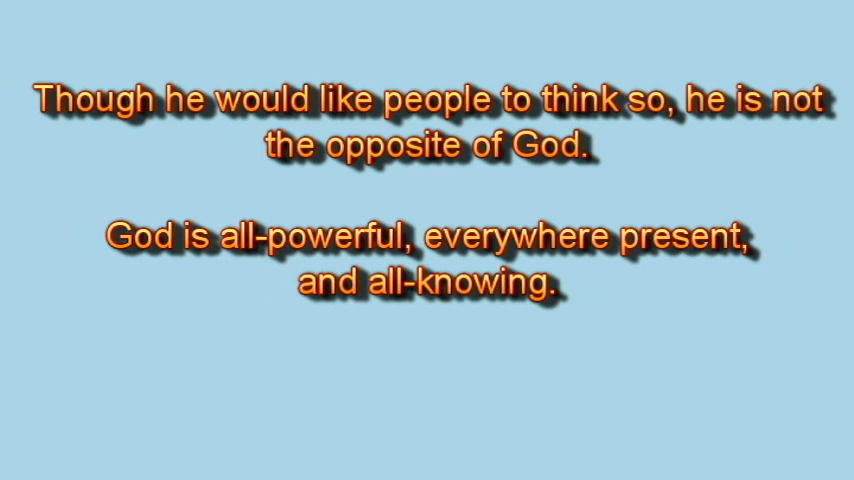 Though he would like people to think so, he is not
the opposite of God.
God is all-powerful, everywhere present,
and all-knowing.